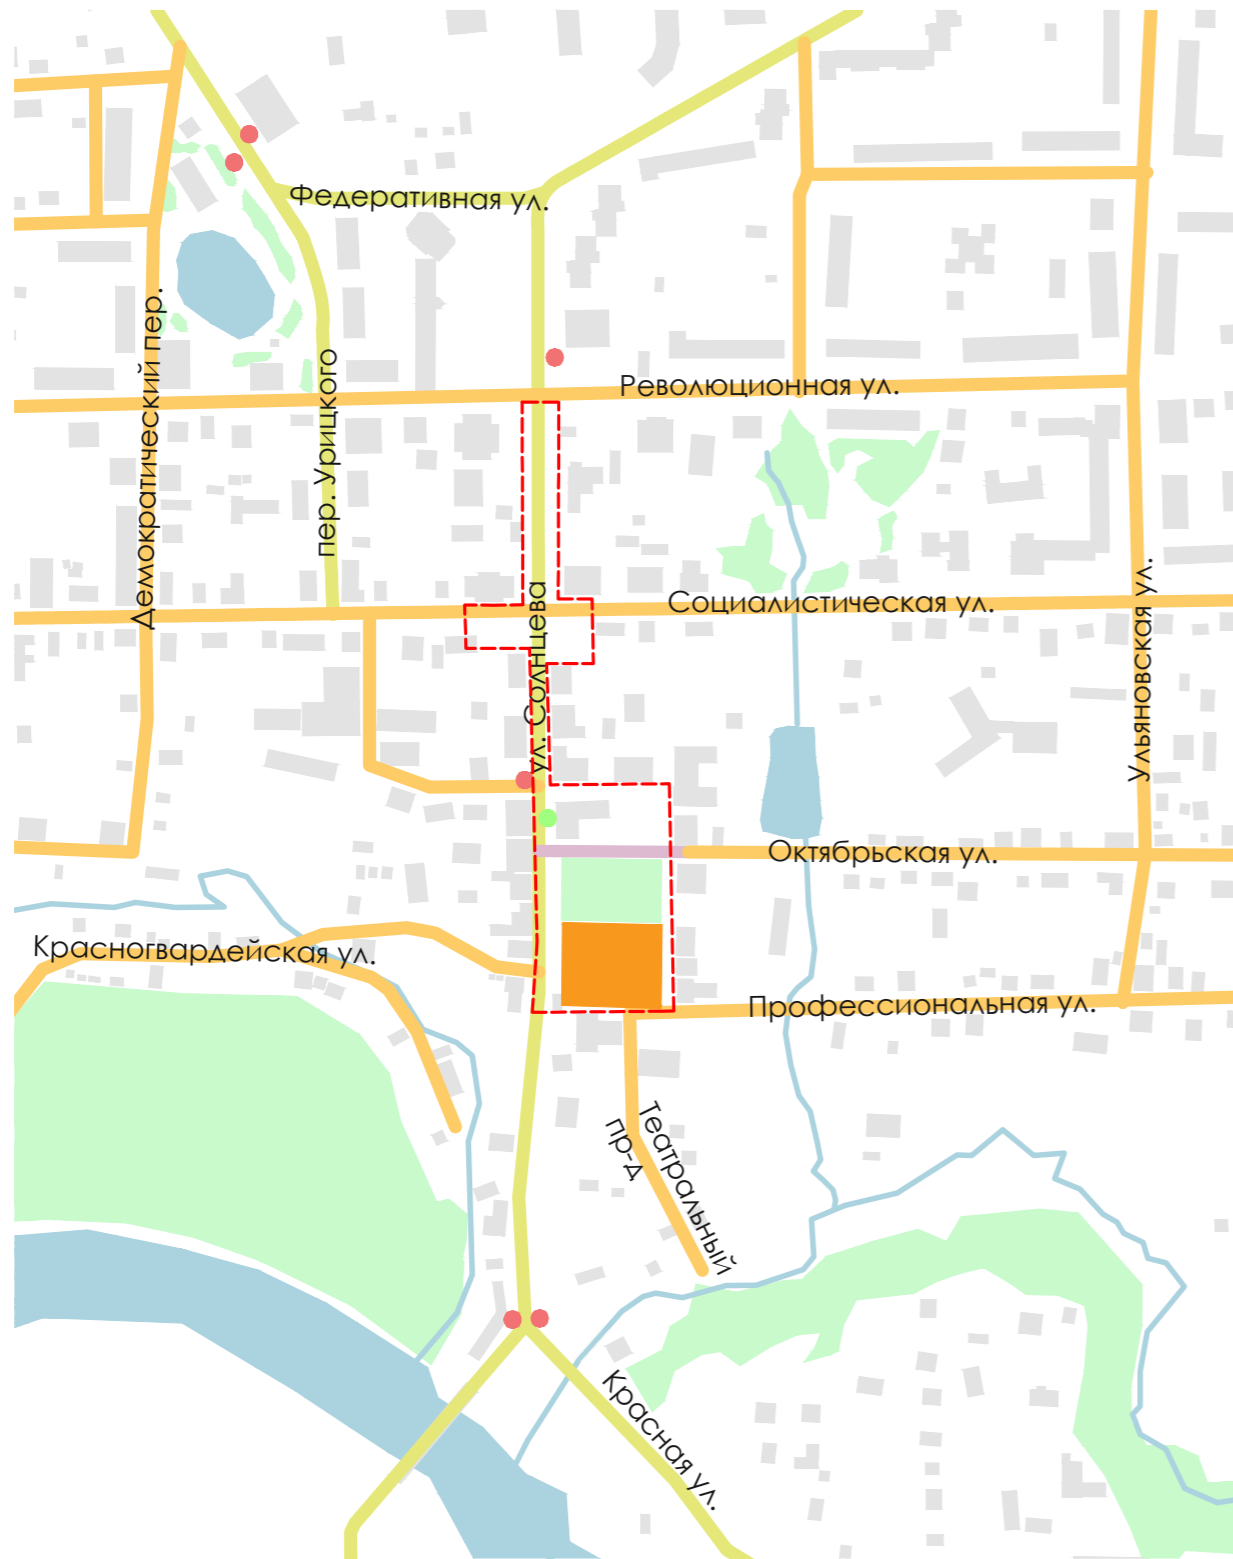 Федеративная ул.
Демократический пер.
пер. Урицкого
Революционная ул.
Социалистическая ул.
ул. Солнцева
Ульяновская ул.
Октябрьская ул.
Красногвардейская ул.
Профессиональная ул.
Театральный
пр-д
Красная ул.